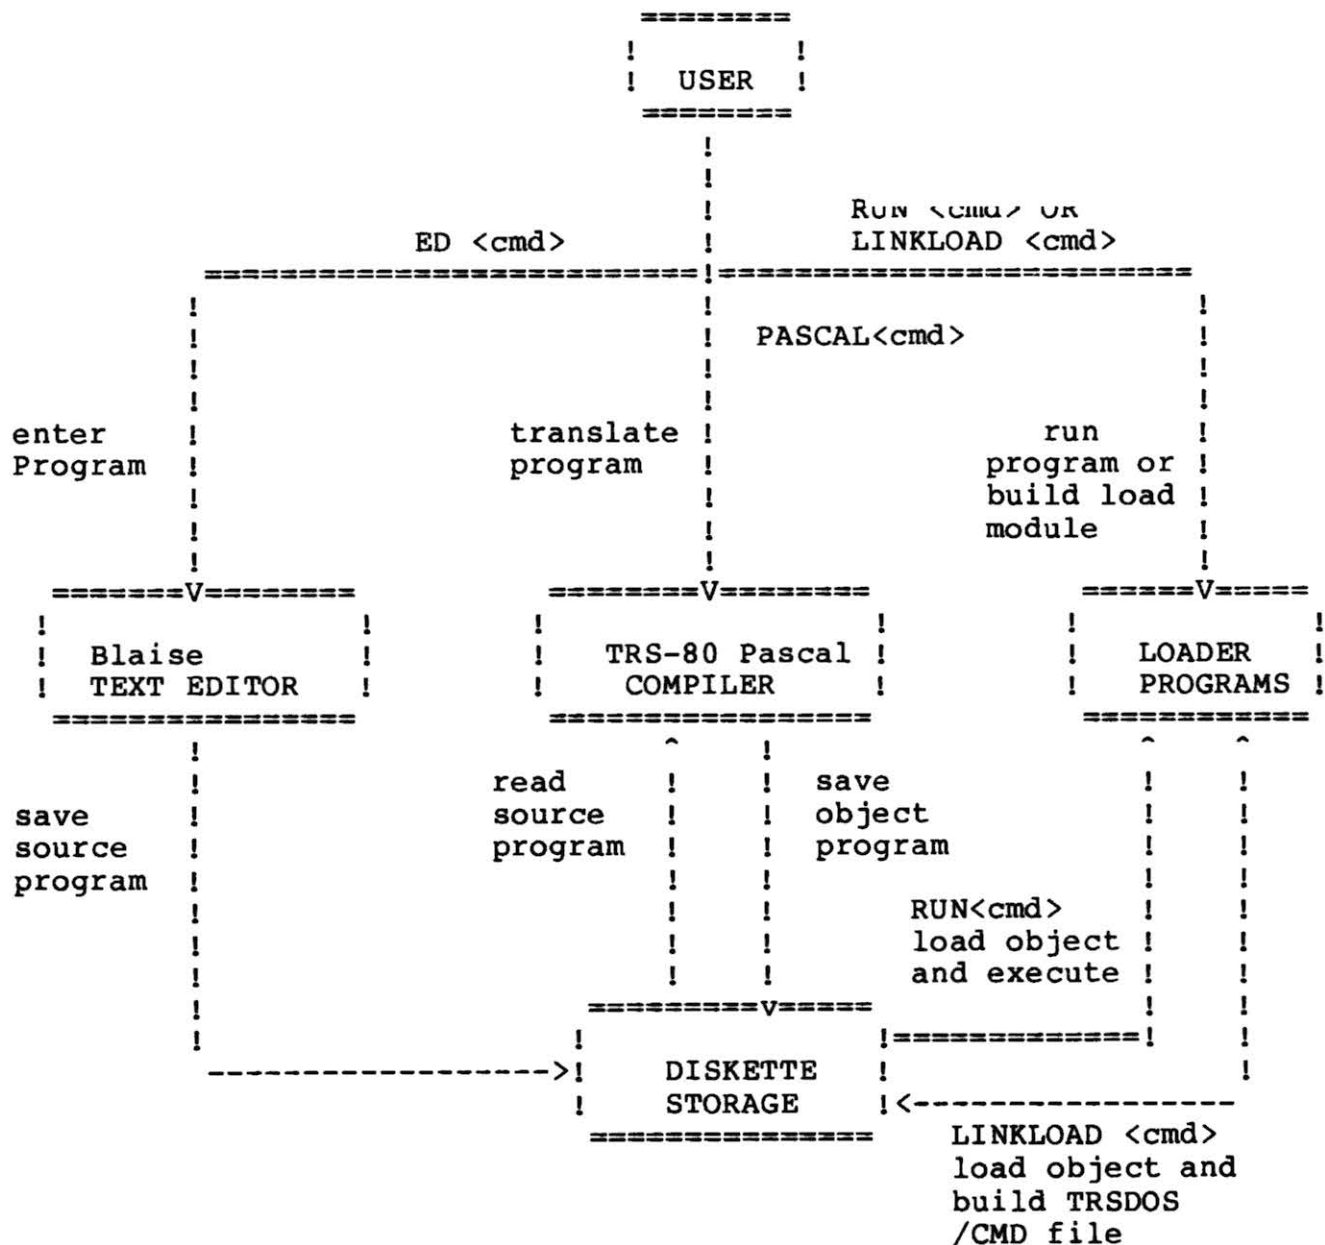 USER
RUN <cmd> OR
ED <cmd>
LINKLOAD <cmd>
PASCAL<cmd>
enter
Program
translate
program
run
program or
build load
module
Blaise
TEXT EDITOR
TRS-80 Pascal
COMPILER
LOADER
PROGRAMS
save
source
program
read
source
program
save
object
program
RUN<cmd>
load object
and execute
DISKETTE
STORAGE
LINKLOAD <cmd>
load object and
build TRSDOS
/CMD file